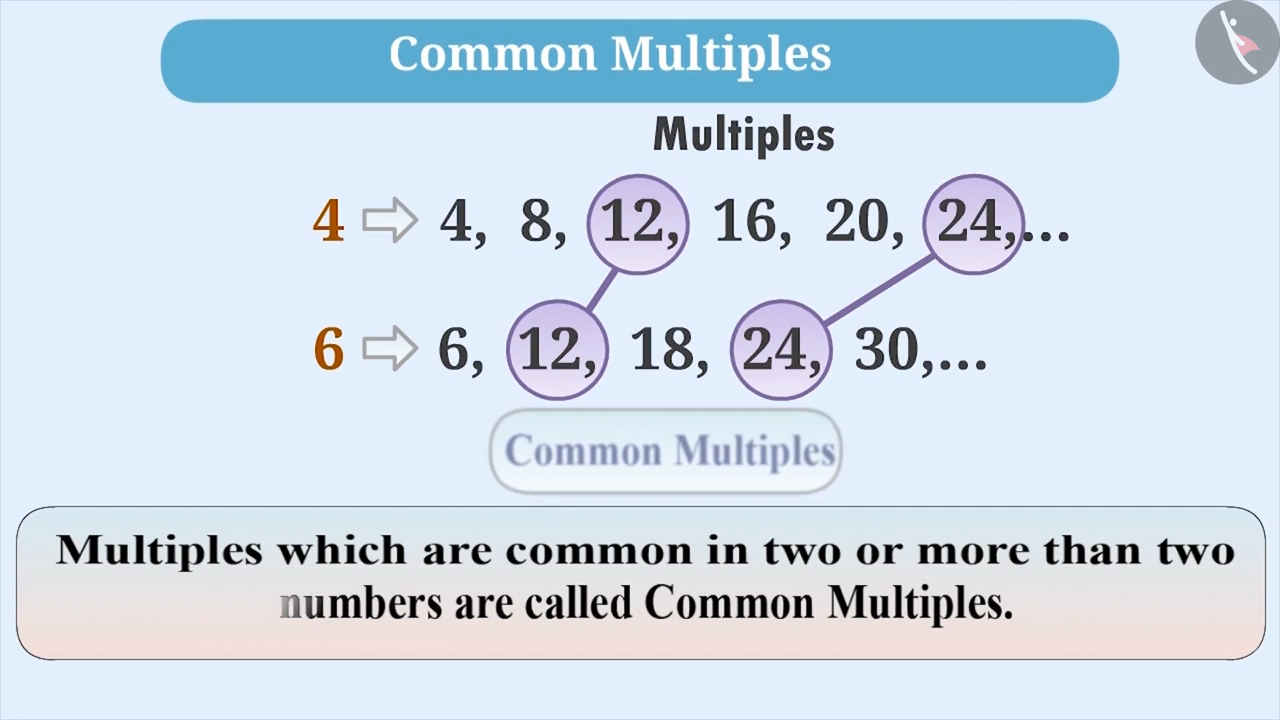 Common Multiples
Multiples
4 ⇨ 4, 8, 12, 16, 20, 24,...
6 ⇨ 6, 12, 18, 24, 30,...
Common Multiples
Multiples which are common in two or more than two
numbers are called Common Multiples.